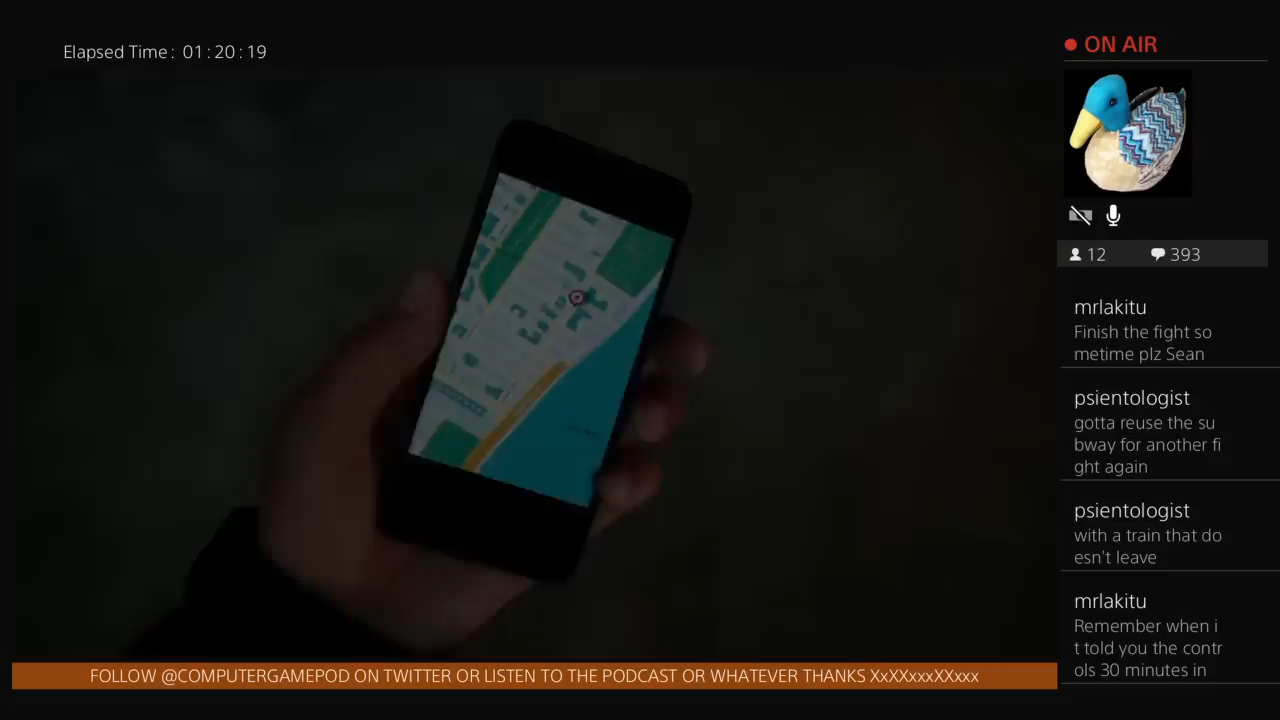 Elapsed Time: 01:20:19
ON AIR
12 393
mrlakitu
Finish the fight so
metime plz Sean
psientologist
gotta reuse the su
bway for another fi
ght again
psientologist
with a train that do
esn't leave
mrlakitu
Remember when i
t told you the contr
ols 30 minutes in
FOLLOW @COMPUTERGAMEPOD ON TWITTER OR LISTEN TO THE PODCAST OR WHATEVER THANKS XxXXxxxXXxxx